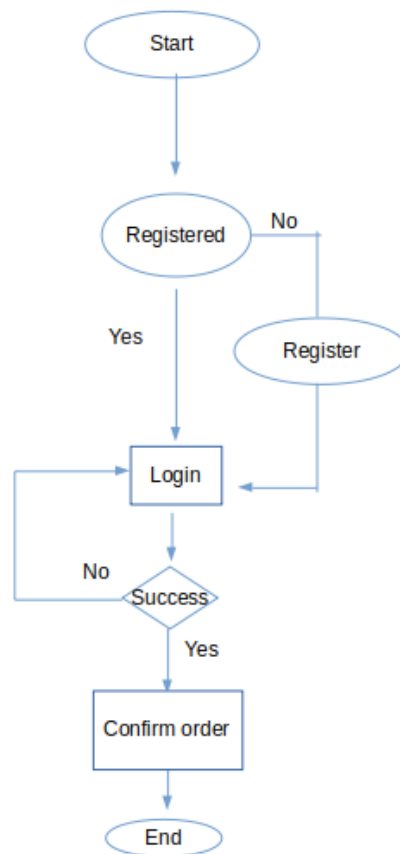 Start
Registered
No
Yes
Register
Login
No
Success
Yes
Confirm order
End